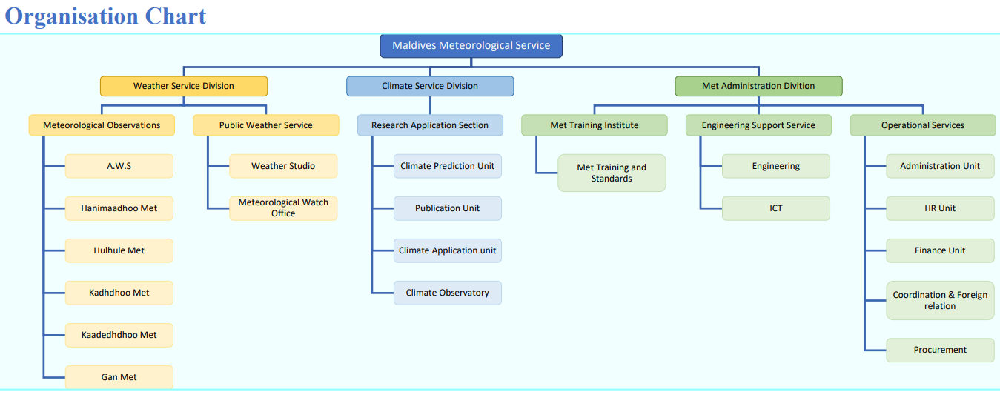 Organisation Chart
Maldives Meteorological Service
Weather Service Division
Climate Service Division
Met Administration Divition
Meteorological Observations
Public Weather Service
Research Application Section
Met Training Institute
Engineering Support Service
Operational Services
A.W.S
Hanimaadhoo Met
Hulhule Met
Kadhdhoo Met
Kaadedhdhoo Met
Gan Met
Weather Studio
Meteorological Watch
Office
Climate Prediction Unit
Publication Unit
Climate Application unit
Climate Observatory
Met Training and
Standards
Engineering
ICT
Administration Unit
HR Unit
Finance Unit
Coordination & Foreign
relation
Procurement